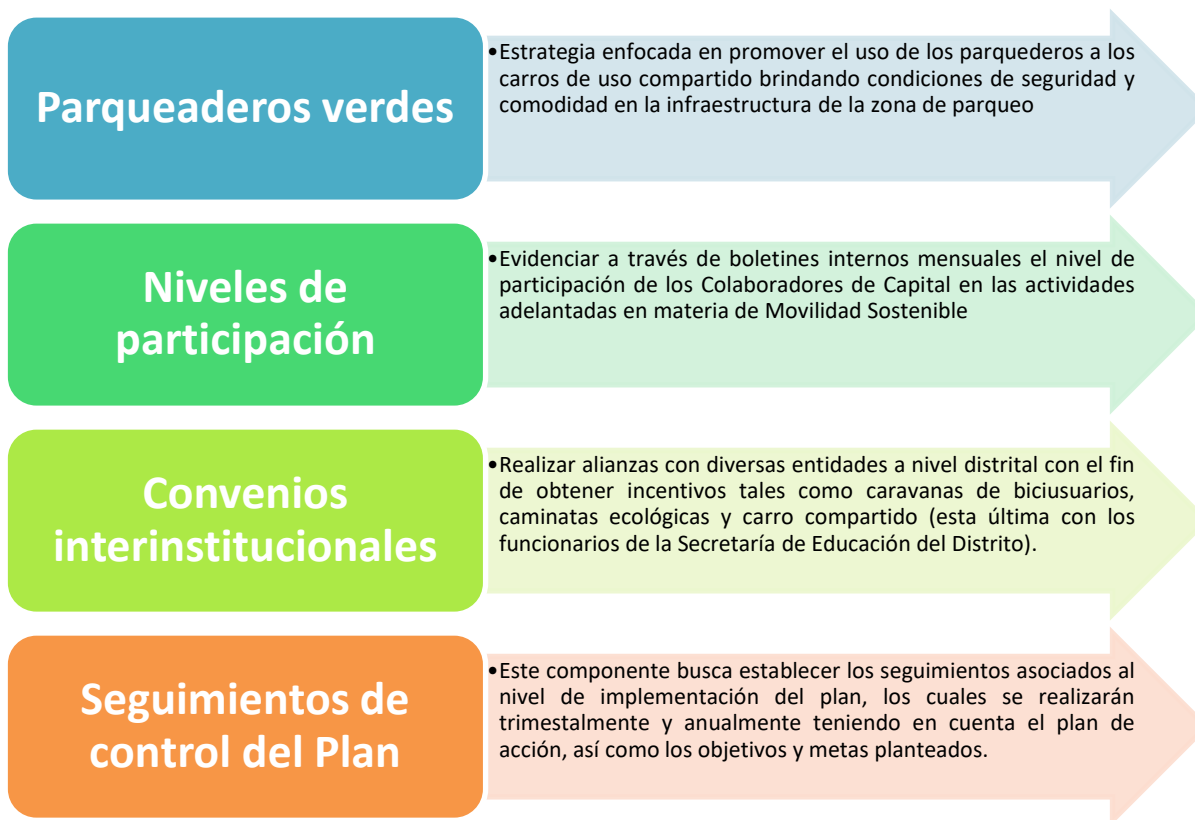 Parqueaderos verdes
•Estrategia enfocada en promover el uso de los parquederos a los
carros de uso compartido brindando condiciones de seguridad y
comodidad en la infraestructura de la zona de parqueo
Niveles de
participación
•Evidenciar a través de boletines internos mensuales el nivel de
participación de los Colaboradores de Capital en las actividades
adelantadas en materia de Movilidad Sostenible
Convenios
interinstitucionales
•Realizar alianzas con diversas entidades a nivel distrital con el fin
de obtener incentivos tales como caravanas de biciusuarios,
caminatas ecológicas y carro compartido (esta última con los
funcionarios de la Secretaría de Educación del Distrito).
Seguimientos de
control del Plan
•Este componente busca establecer los seguimientos asociados al
nivel de implementación del plan, los cuales se realizarán
trimestalmente y anualmente teniendo en cuenta el plan de
acción, así como los objetivos y metas planteados.